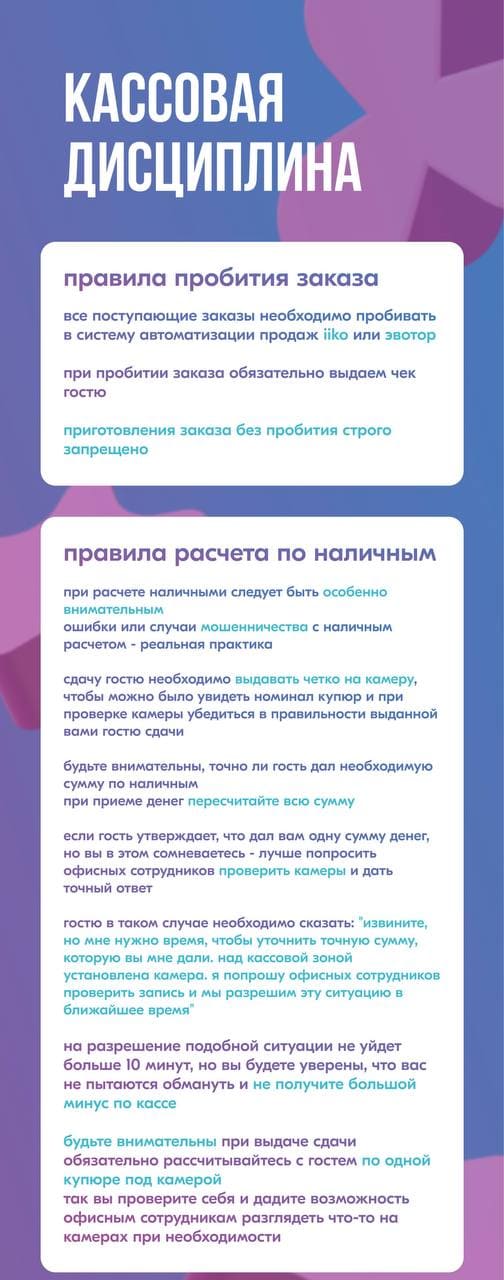 КАССОВАЯ
ДИСЦИПЛИНА
правила пробития заказа
все поступающие заказы необходимо пробивать
в систему автоматизации продаж iiko или эвотор
при пробитии заказа обязательно выдаем чек
гостю
приготовления заказа без пробития строго
запрещено
правила расчета по наличным
при расчете наличными следует быть особенно
внимательным
ошибки или случаи мошенничества с наличным
расчетом - реальная практика
сдачу гостю необходимо выдавать четко на камеру,
чтобы можно было увидеть номинал купюр и при
проверке камеры убедиться в правильности выданной
вами гостю сдачи
будьте внимательны, точно ли гость дал необходимую
сумму по наличным
при приеме денег пересчитайте всю сумму
если гость утверждает, что дал вам одну сумму денег,
но вы в этом сомневаетесь - лучше попросить
офисных сотрудников проверить камеры и дать
точный ответ
гостю в таком случае необходимо сказать: "извините,
но мне нужно время, чтобы уточнить точную сумму,
которую вы мне дали. над кассовой зоной
установлена камера. я попрошу офисных сотрудников
проверить запись и мы разрешим эту ситуацию в
ближайшее время"
на разрешение подобной ситуации не уйдет
больше 10 минут, но вы будете уверены, что вас
не пытаются обмануть и не получите большой
минус по кассе
будьте внимательны при выдаче сдачи
обязательно рассчитывайтесь с гостем по одной
купюре под камерой
так вы проверите себя и дадите возможность
офисным сотрудникам разглядеть что-то на
камерах при необходимости